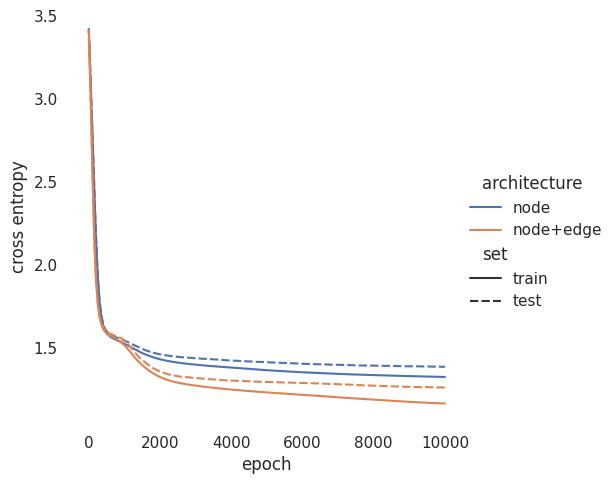 3.5
3.0
2.5
2.0
1.5
cross entropy
0 2000 4000 6000 8000 10000
epoch
architecture
node
node+edge
set
train
test